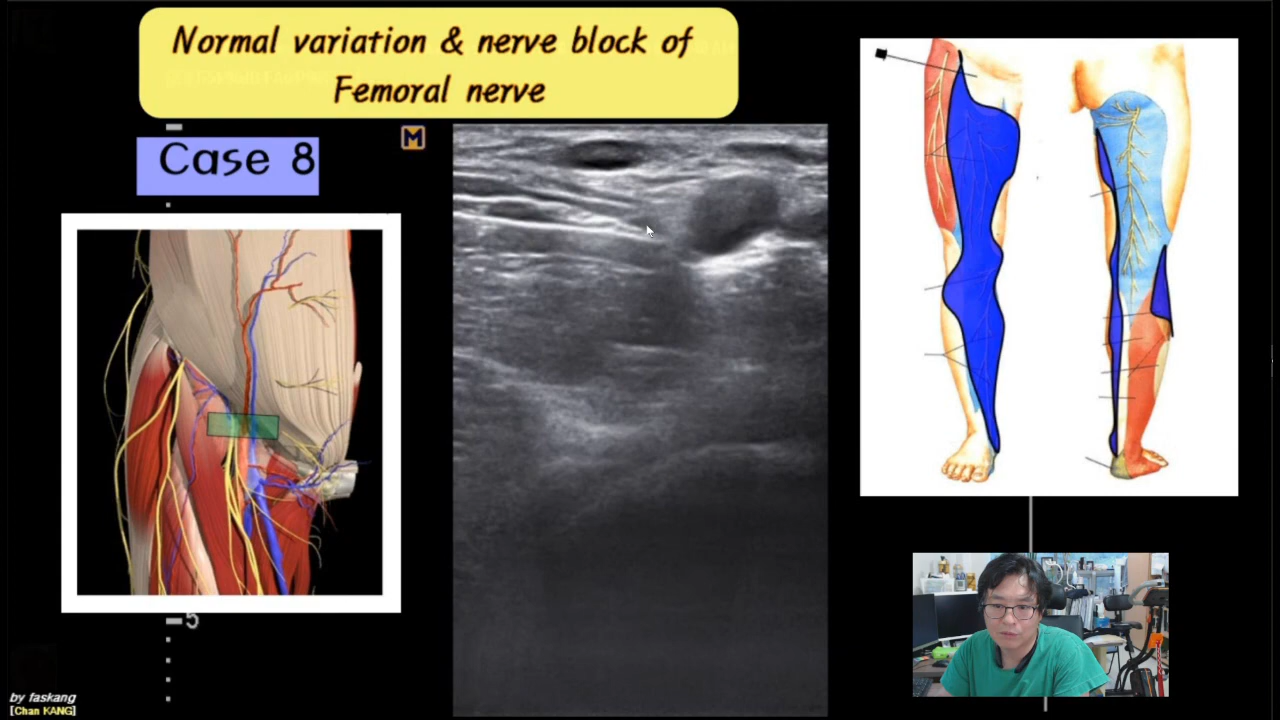 Normal variation & nerve block of
Femoral nerve
Case 8
M
5
by faskang
[Chan KANG]